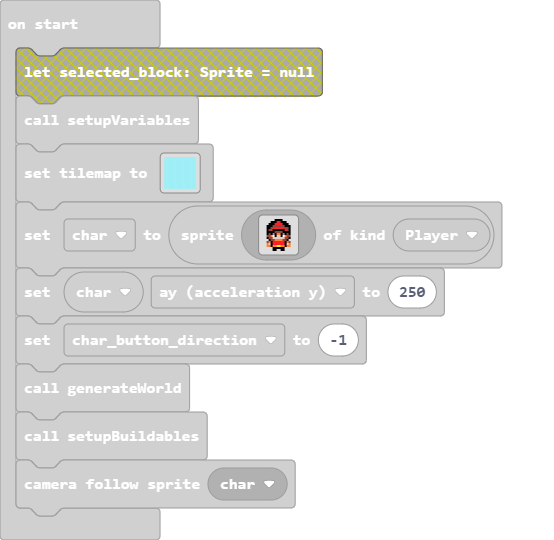 on start
let selected_block: Sprite = null
call setupVariables
set tilemap to
set char to sprite of kind Player
set char ay (acceleration y) to 250
set char_button_direction to -1
call generateWorld
call setupBuildables
camera follow sprite char